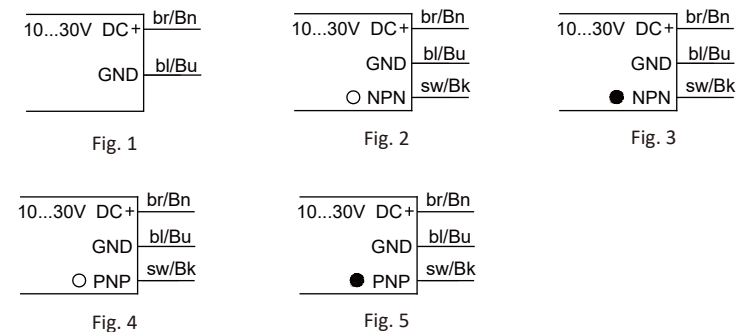 10...30V DC+ br/Bn
GND bl/Bu
Fig. 1
10...30V DC+ br/Bn
GND bl/Bu
NPN sw/Bk
Fig. 2
10...30V DC+ br/Bn
GND bl/Bu
NPN sw/Bk
Fig. 3
10...30V DC+ br/Bn
GND bl/Bu
PNP sw/Bk
Fig. 4
10...30V DC+ br/Bn
GND bl/Bu
PNP sw/Bk
Fig. 5